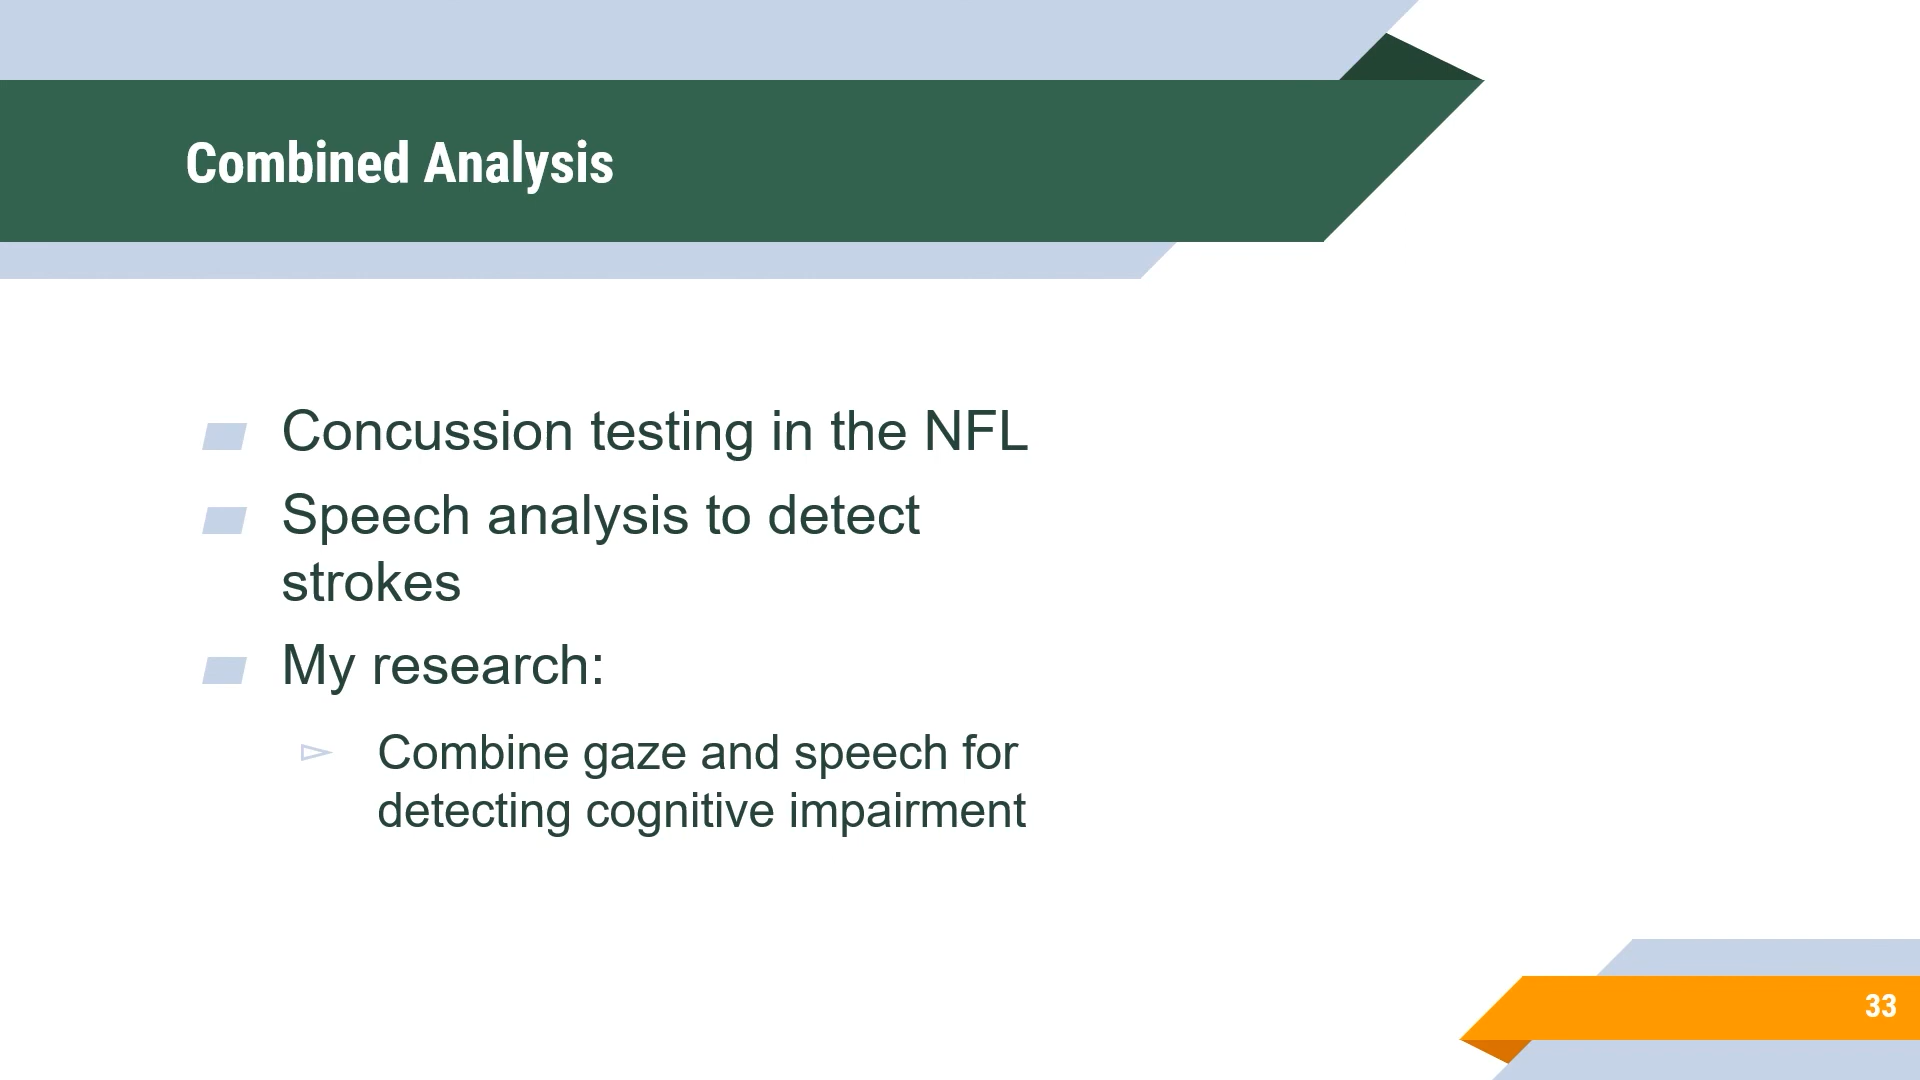 Combined Analysis
Concussion testing in the NFL
Speech analysis to detect
strokes
My research:
Combine gaze and speech for
detecting cognitive impairment
33